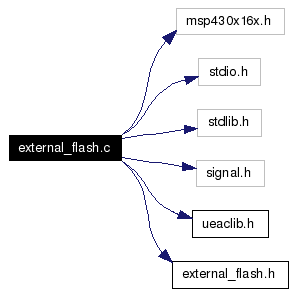 msp430x16x.h
stdio.h
stdlib.h
external_flash.c
signal.h
ueaclib.h
external_flash.h